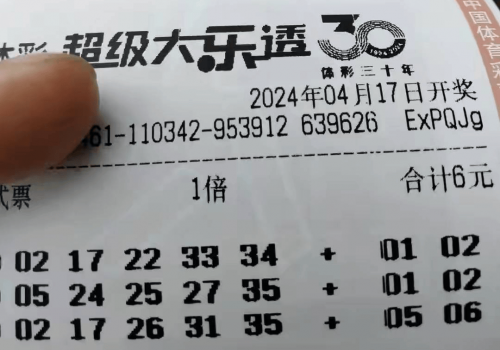 体彩 超级大乐透 30
1994-2024
体彩三十年
2024年04月17日开奖
61-110342-953912 639626 ExPQJg
票 1倍 合计6元
02 17 22 33 34 + 01 02
05 24 25 27 35 + 01 02
02 17 26 31 35 + 05 06
中国体育彩